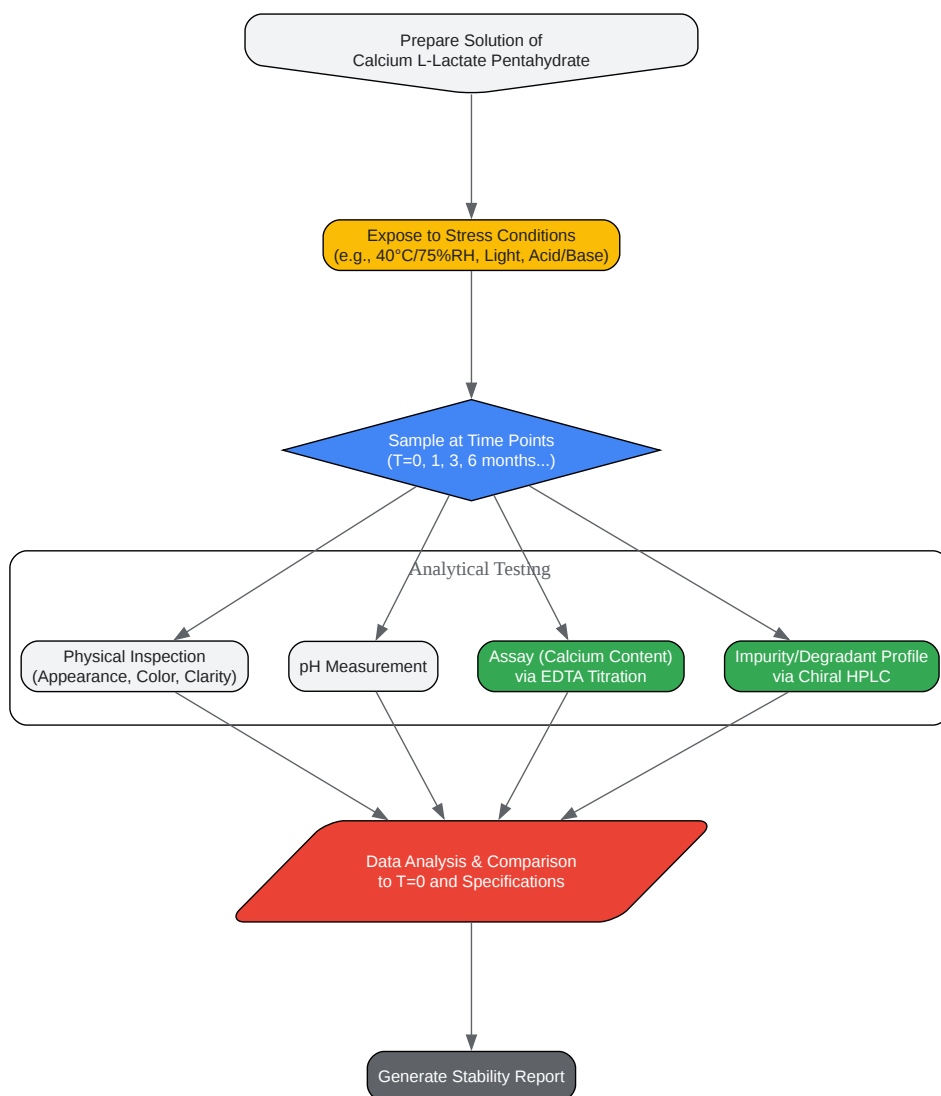 Prepare Solution of
Calcium L-Lactate Pentahydrate
Expose to Stress Conditions
(e.g., 40°C/75%RH, Light, Acid/Base)
Sample at Time Points
(T=0, 1, 3, 6 months...)
Analytical Testing
Physical Inspection
(Appearance, Color, Clarity)
pH Measurement
Assay (Calcium Content)
via EDTA Titration
Impurity/Degradant Profile
via Chiral HPLC
Data Analysis & Comparison
to T=0 and Specifications
Generate Stability Report